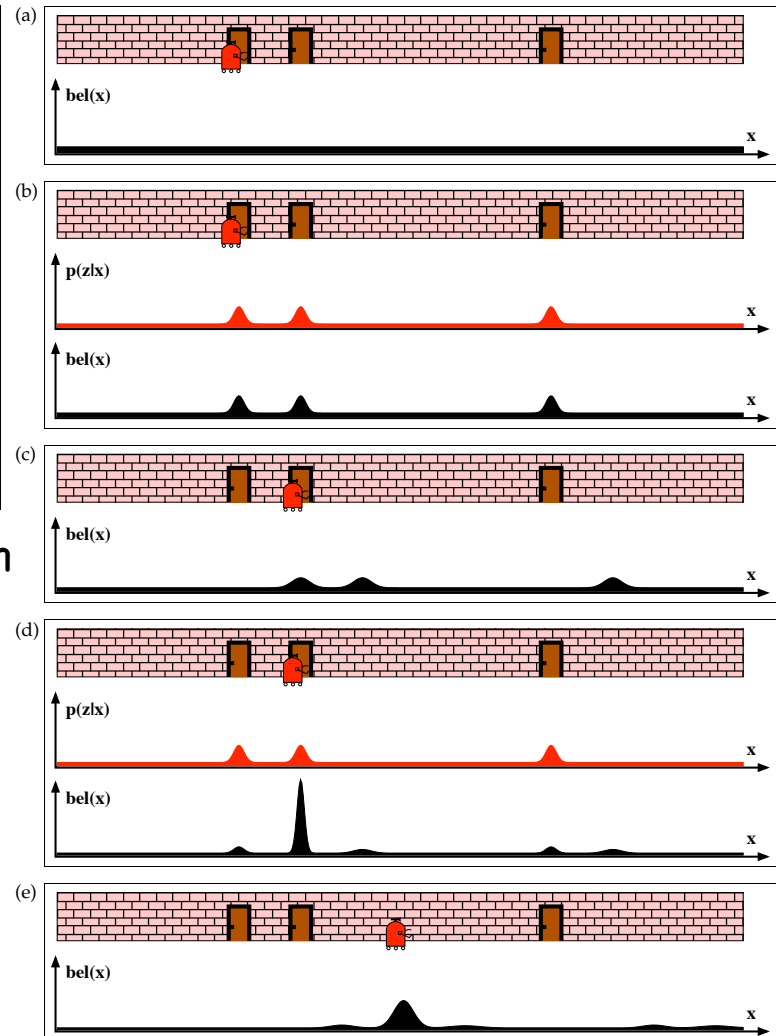 (a)
bel(x)
x
(b)
p(z|x)
x
bel(x)
x
(c)
bel(x)
x
n
(d)
p(z|x)
x
bel(x)
x
(e)
bel(x)
x